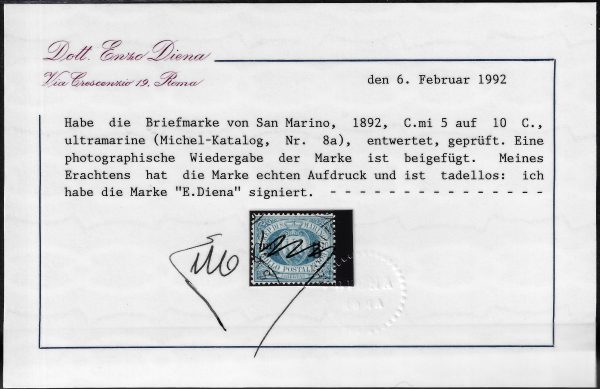 Dott. Enzo Diena
Via Crescenzio 19, Roma
den 6. Februar 1992
Habe die Briefmarke von San Marino, 1892, C.mi 5 auf 10 C.,
ultramarine (Michel-Katalog, Nr. 8a), entwertet, geprüft. Eine
photographische Wiedergabe der Marke ist beigefügt. Meines
Erachtens hat die Marke echten Aufdruck und ist tadellos: ich
habe die Marke "E.Diena" signiert. - - - - - - - - - - - - - - -